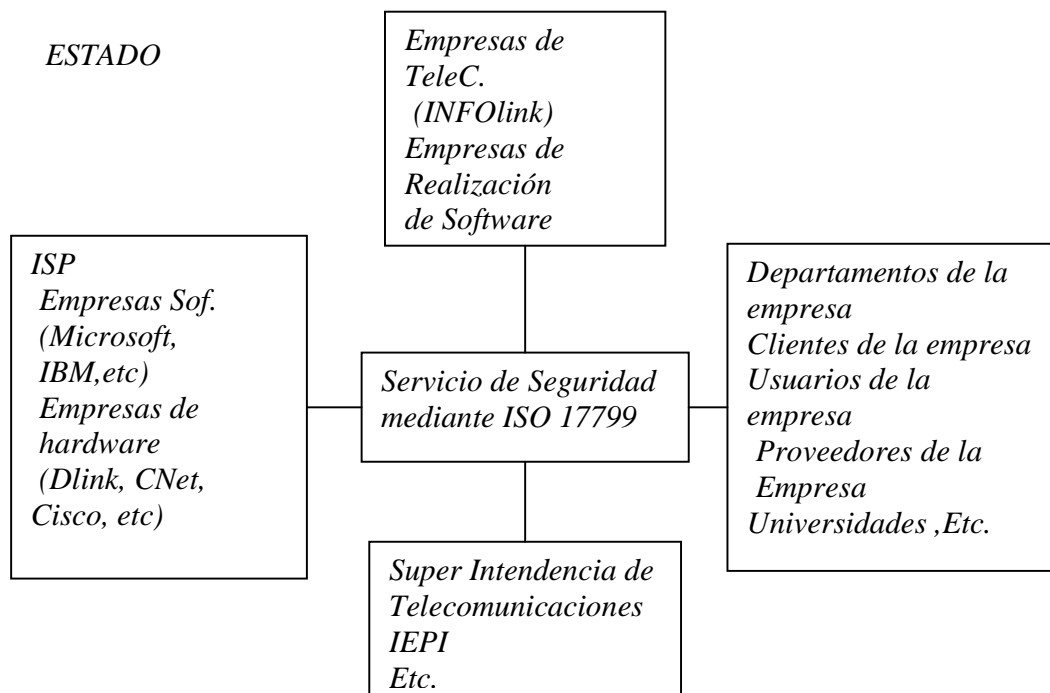 ESTADO
Empresas de
TeleC.
(INFOlink)
Empresas de
Realización
de Software
ISP
Empresas Sof.
(Microsoft,
IBM,etc)
Empresas de
hardware
(Dlink, CNet,
Cisco, etc)
Servicio de Seguridad
mediante ISO 17799
Departamentos de la
empresa
Clientes de la empresa
Usuarios de la
empresa
Proveedores de la
Empresa
Universidades ,Etc.
Super Intendencia de
Telecomunicaciones
IEPI
Etc.